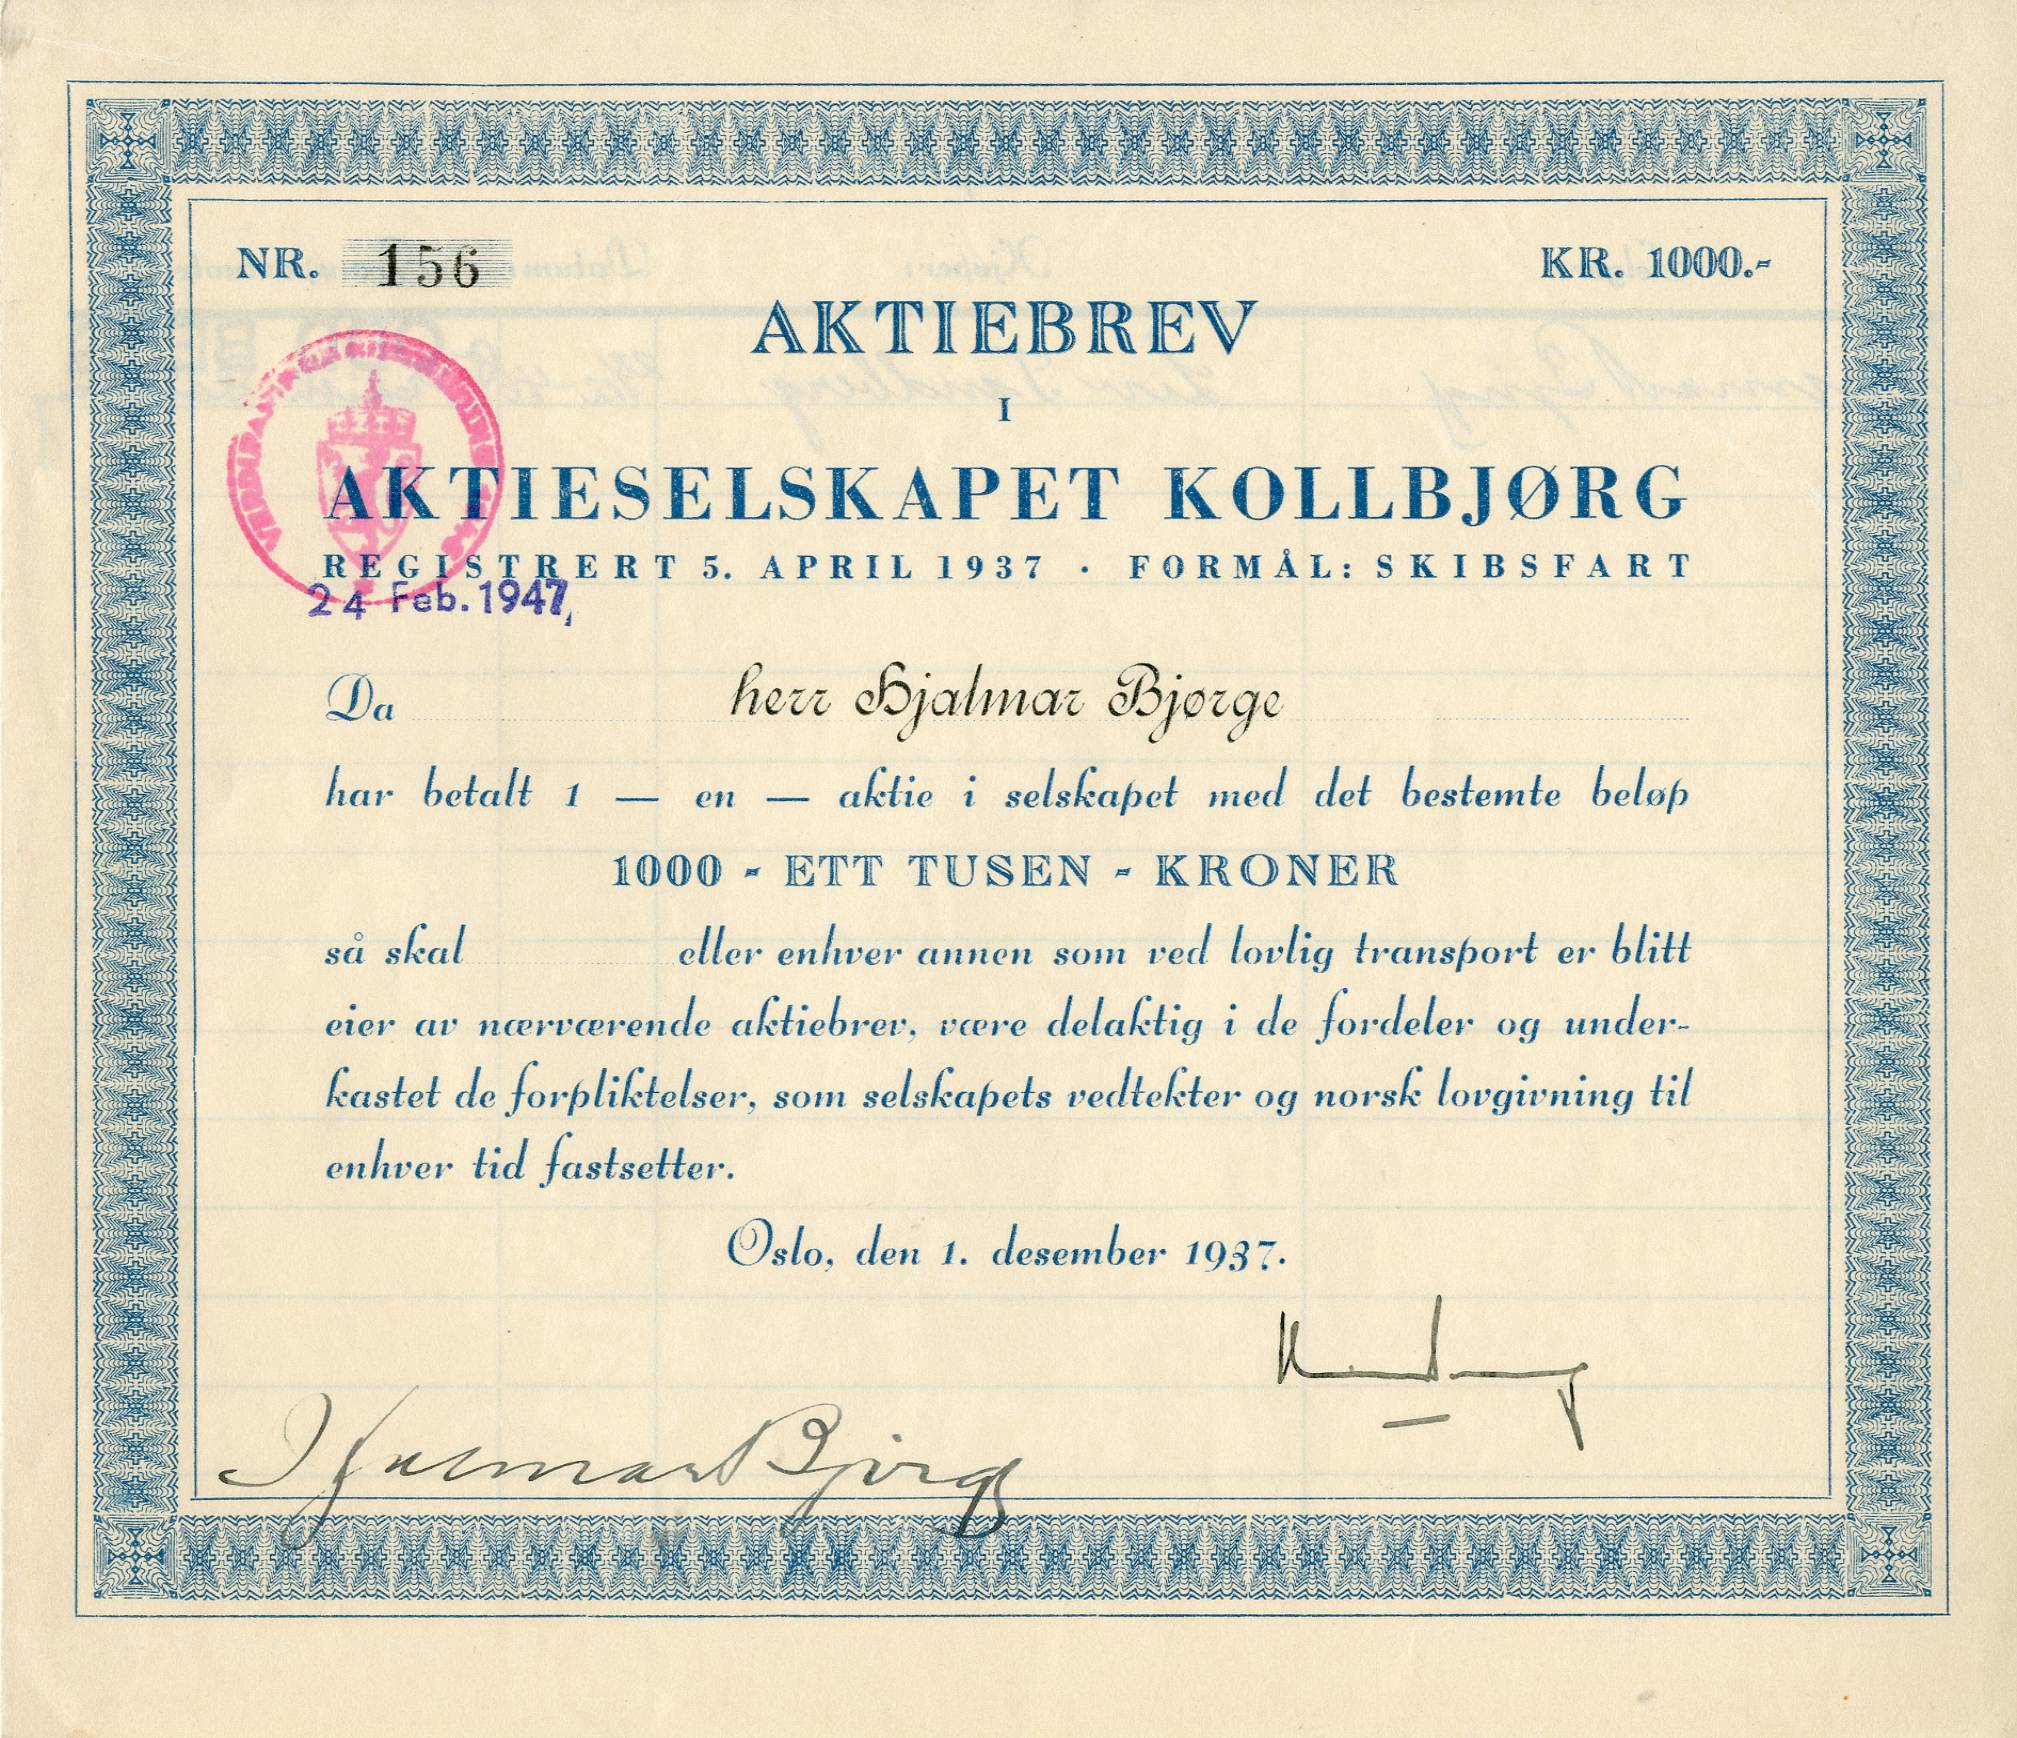 NR. 156
KR. 1000.-
AKTIEBREV
I
AKTIESELSKAPET KOLLBJØRG
REGISTRERT 5. APRIL 1937 · FORMÅL: SKIBSFART
24 Feb. 1947
Da herr Hjalmar Bjørge
har betalt 1 — en — aktie i selskapet med det bestemte beløp
1000 - ETT TUSEN - KRONER
så skal eller enhver annen som ved lovlig transport er blitt
eier av nærværende aktiebrev, være delaktig i de fordeler og under-
kastet de forpliktelser, som selskapets vedtekter og norsk lovgivning til
enhver tid fastsetter.
Oslo, den 1. desember 1937.
Hjalmar Bjørge